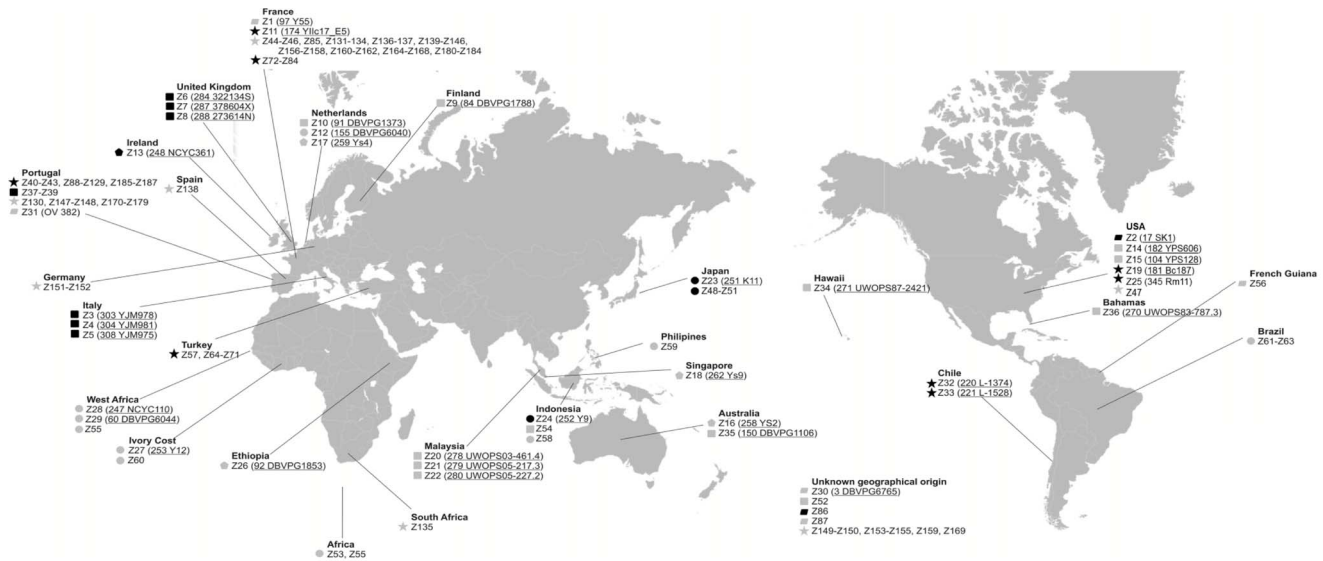 France
Z1 (97 Y55)
Z11 (174 YIIc17_E5)
Z44-Z46, Z85, Z131-134, Z136-137, Z139-Z146,
Z156-Z158, Z160-Z162, Z164-Z168, Z180-Z184
Z72-Z84
United Kingdom
Z6 (284 322134S)
Z7 (287 378604X)
Z8 (288 273614N)
Finland
Z9 (84 DBVPG1788)
Netherlands
Z10 (91 DBVPG1373)
Z12 (155 DBVPG6040)
Z17 (259 Ys4)
Ireland
Z13 (248 NCYC361)
Portugal
Z40-Z43, Z88-Z129, Z185-Z187
Z37-Z39
Z130, Z147-Z148, Z170-Z179
Z31 (OV 382)
Spain
Z138
Germany
Z151-Z152
Italy
Z3 (303 YJM978)
Z4 (304 YJM981)
Z5 (308 YJM975)
Turkey
Z57, Z64-Z71
West Africa
Z28 (247 NCYC110)
Z29 (60 DBVPG6044)
Z55
Ivory Cost
Z27 (253 Y12)
Z60
Ethiopia
Z26 (92 DBVPG1853)
South Africa
Z135
Africa
Z53, Z55
Japan
Z23 (251 K11)
Z48-Z51
Philipines
Z59
Singapore
Z18 (262 Ys9)
Indonesia
Z24 (252 Y9)
Z54
Z58
Malaysia
Z20 (278 UWOPS03-461.4)
Z21 (279 UWOPS05-217.3)
Z22 (280 UWOPS05-227.2)
Australia
Z16 (258 YS2)
Z35 (150 DBVPG1106)
Hawaii
Z34 (271 UWOPS87-2421)
USA
Z2 (17 SK1)
Z14 (182 YPS606)
Z15 (104 YPS128)
Z19 (181 Bc187)
Z25 (345 Rm11)
Z47
Bahamas
Z36 (270 UWOPS83-787.3)
French Guiana
Z56
Brazil
Z61-Z63
Chile
Z32 (220 L-1374)
Z33 (221 L-1528)
Unknown geographical origin
Z30 (3 DBVPG6765)
Z52
Z86
Z87
Z149-Z150, Z153-Z155, Z159, Z169